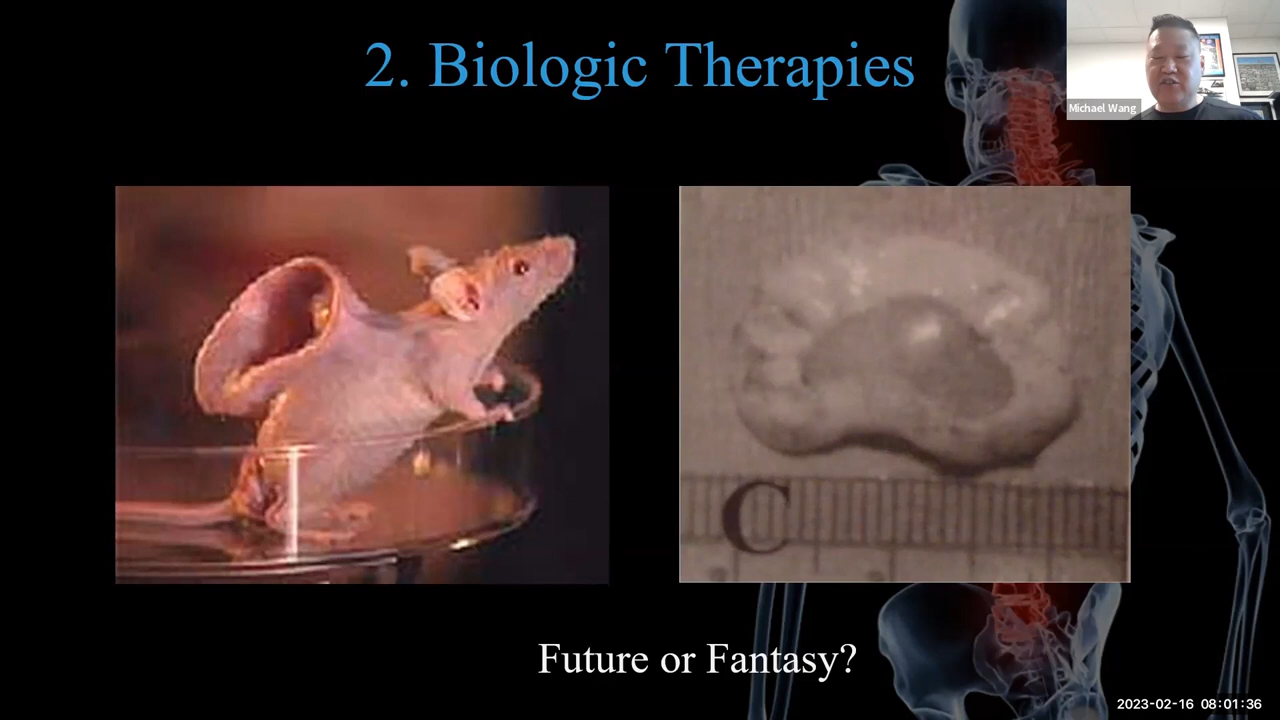 2. Biologic Therapies
Michael Wang
C
Future or Fantasy?
2023-02-16 08:01:36